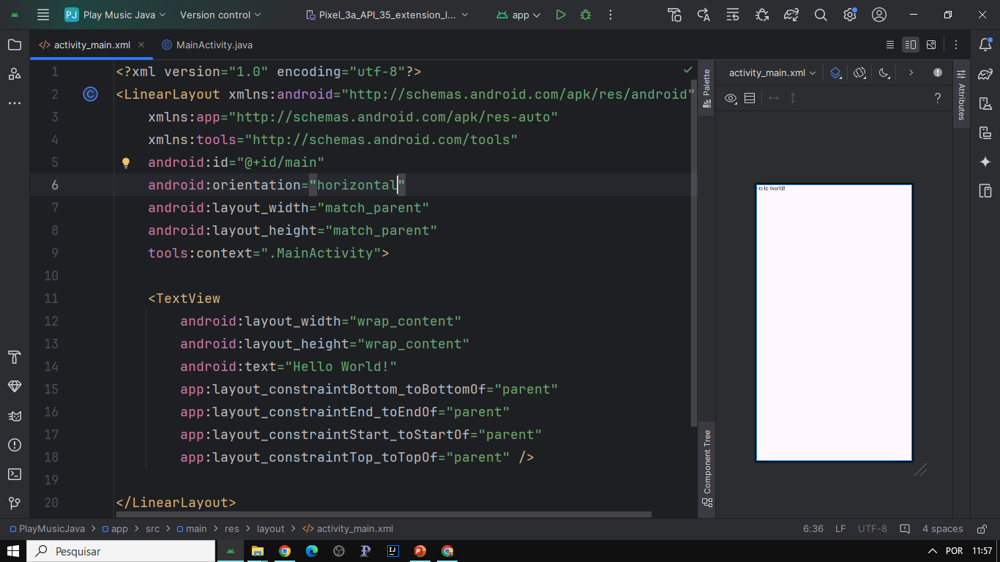 PJ Play Music Java Version control Pixel_3a_API_35_extension_l... app
activity_main.xml MainActivity.java
1 <?xml version="1.0" encoding="utf-8"?>
2 <LinearLayout xmlns:android="http://schemas.android.com/apk/res/android"
3 xmlns:app="http://schemas.android.com/apk/res-auto"
4 xmlns:tools="http://schemas.android.com/tools"
5 android:id="@+id/main"
6 android:orientation="horizontal"
7 android:layout_width="match_parent"
8 android:layout_height="match_parent"
9 tools:context=".MainActivity">
10
11 <TextView
12 android:layout_width="wrap_content"
13 android:layout_height="wrap_content"
14 android:text="Hello World!"
15 app:layout_constraintBottom_toBottomOf="parent"
16 app:layout_constraintEnd_toEndOf="parent"
17 app:layout_constraintStart_toStartOf="parent"
18 app:layout_constraintTop_toTopOf="parent" />
19
20 </LinearLayout>
Palette
Component Tree
activity_main.xml
?
Hello World!
Attributes
PlayMusicJava > app > src > main > res > layout > activity_main.xml
6:36 LF UTF-8 4 spaces
Pesquisar
POR 11:57